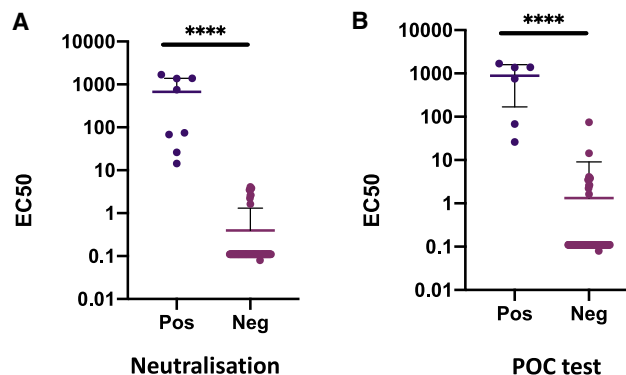 A
****
10000
1000
100
10
1
0.1
0.01
EC50
Pos Neg
Neutralisation
B
****
10000
1000
100
10
1
0.1
0.01
EC50
Pos Neg
POC test